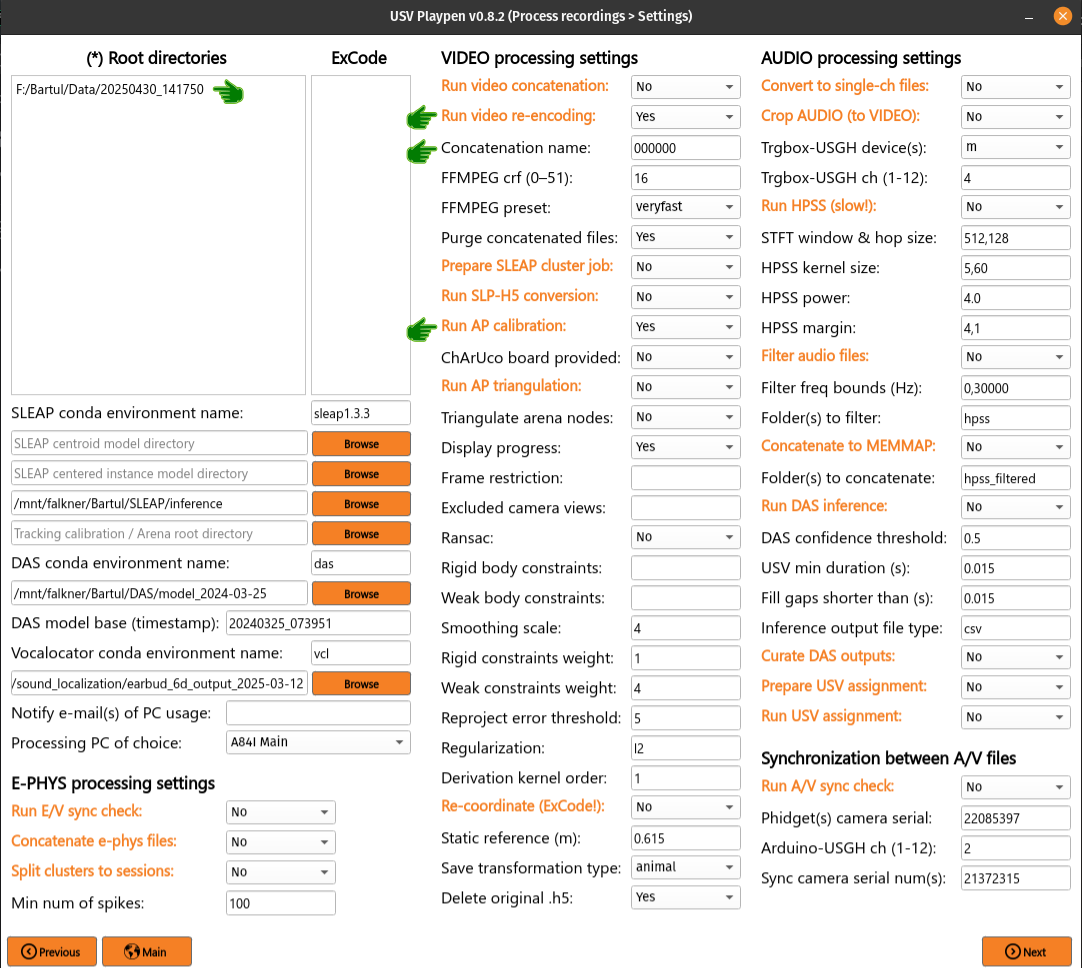 USV Playpen v0.8.2 (Process recordings > Settings)
(*) Root directories
ExCode
F:/Bartul/Data/20250430_141750
SLEAP conda environment name:
sleap1.3.3
SLEAP centroid model directory
Browse
SLEAP centered instance model directory
Browse
/mnt/falkner/Bartul/SLEAP/inference
Browse
Tracking calibration / Arena root directory
Browse
DAS conda environment name:
das
/mnt/falkner/Bartul/DAS/model_2024-03-25
Browse
DAS model base (timestamp):
20240325_073951
Vocalocator conda environment name:
vcl
/sound_localization/earbud_6d_output_2025-03-12
Browse
Notify e-mail(s) of PC usage:
Processing PC of choice:
A84I Main
E-PHYS processing settings
Run E/V sync check:
No
Concatenate e-phys files:
No
Split clusters to sessions:
No
Min num of spikes:
100
VIDEO processing settings
Run video concatenation:
No
Run video re-encoding:
Yes
Concatenation name:
000000
FFMPEG crf (0–51):
16
FFMPEG preset:
veryfast
Purge concatenated files:
Yes
Prepare SLEAP cluster job:
No
Run SLP-H5 conversion:
No
Run AP calibration:
Yes
ChArUco board provided:
No
Run AP triangulation:
No
Triangulate arena nodes:
No
Display progress:
Yes
Frame restriction:
Excluded camera views:
Ransac:
No
Rigid body constraints:
Weak body constraints:
Smoothing scale:
4
Rigid constraints weight:
1
Weak constraints weight:
4
Reproject error threshold:
5
Regularization:
l2
Derivation kernel order:
1
Re-coordinate (ExCode!):
No
Static reference (m):
0.615
Save transformation type:
animal
Delete original .h5:
Yes
AUDIO processing settings
Convert to single-ch files:
No
Crop AUDIO (to VIDEO):
No
Trgbox-USGH device(s):
m
Trgbox-USGH ch (1-12):
4
Run HPSS (slow!):
No
STFT window & hop size:
512,128
HPSS kernel size:
5,60
HPSS power:
4.0
HPSS margin:
4,1
Filter audio files:
No
Filter freq bounds (Hz):
0,30000
Folder(s) to filter:
hpss
Concatenate to MEMMAP:
No
Folder(s) to concatenate:
hpss_filtered
Run DAS inference:
No
DAS confidence threshold:
0.5
USV min duration (s):
0.015
Fill gaps shorter than (s):
0.015
Inference output file type:
csv
Curate DAS outputs:
No
Prepare USV assignment:
No
Run USV assignment:
No
Synchronization between A/V files
Run A/V sync check:
No
Phidget(s) camera serial:
22085397
Arduino-USGH ch (1-12):
2
Sync camera serial num(s):
21372315
Previous
Main
Next